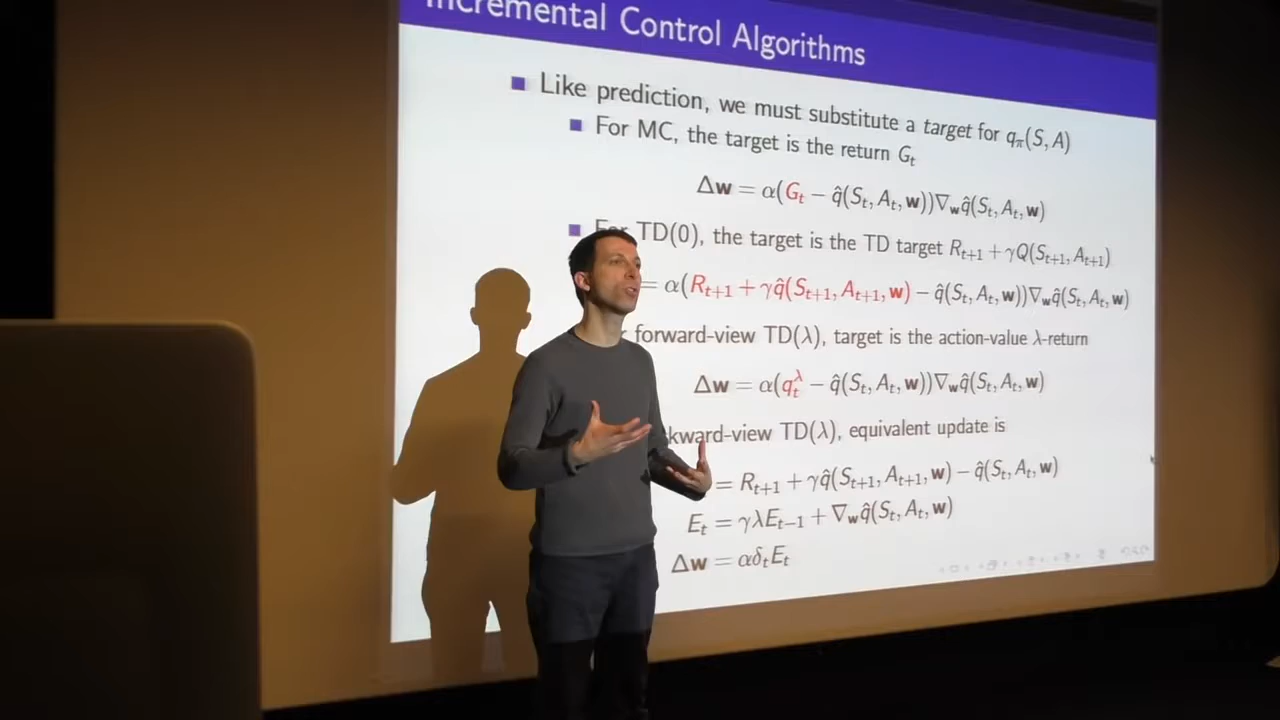 Incremental Control Algorithms
Like prediction, we must substitute a target for qπ(S, A)
For MC, the target is the return Gt
Δw = α(Gt − q̂(St, At, w))∇wq̂(St, At, w)
For TD(0), the target is the TD target Rt+1 + γQ(St+1, At+1)
= α(Rt+1 + γq̂(St+1, At+1, w) − q̂(St, At, w))∇wq̂(St, At, w)
forward-view TD(λ), target is the action-value λ-return
Δw = α(qtλ − q̂(St, At, w))∇wq̂(St, At, w)
kward-view TD(λ), equivalent update is
= Rt+1 + γq̂(St+1, At+1, w) − q̂(St, At, w)
Et = γλEt−1 + ∇wq̂(St, At, w)
Δw = αδtEt